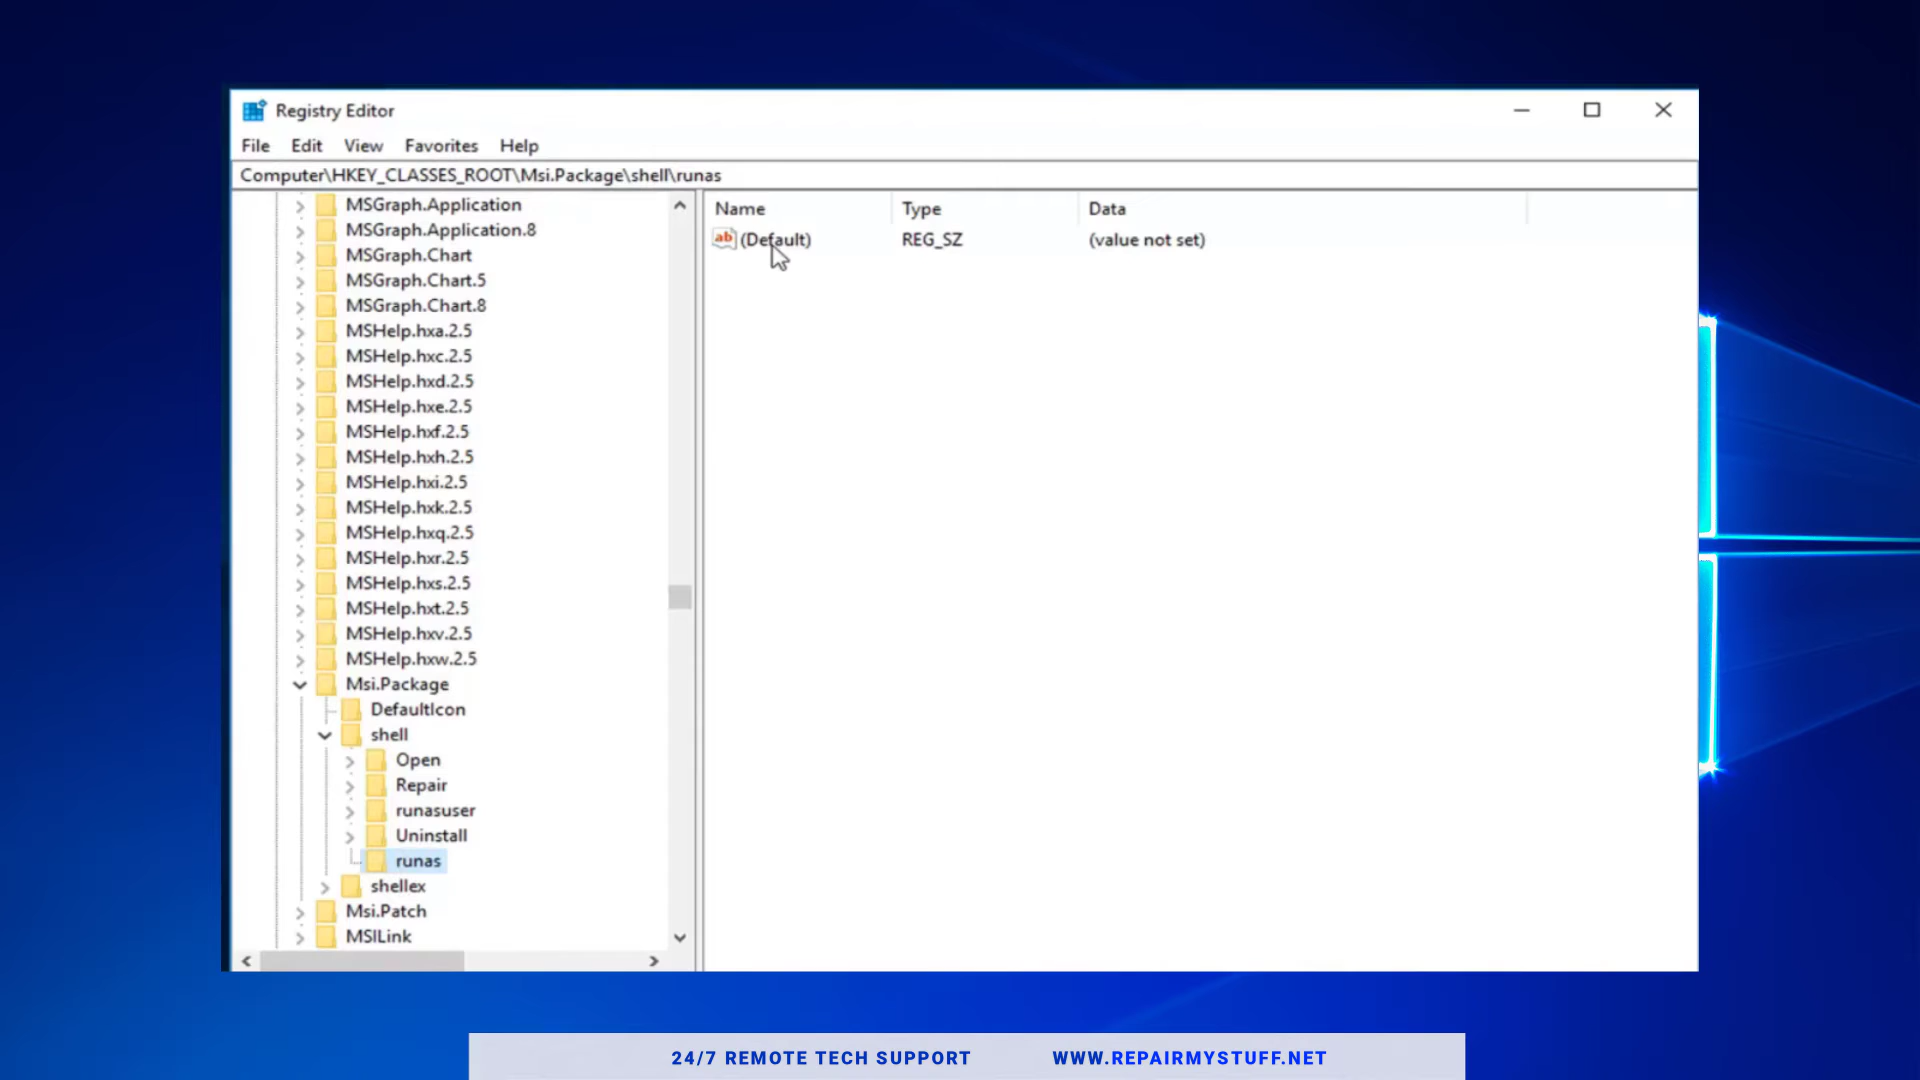 Registry Editor
File Edit View Favorites Help
Computer\HKEY_CLASSES_ROOT\Msi.Package\shell\runas
MSGraph.Application
MSGraph.Application.8
MSGraph.Chart
MSGraph.Chart.5
MSGraph.Chart.8
MSHelp.hxa.2.5
MSHelp.hxc.2.5
MSHelp.hxd.2.5
MSHelp.hxe.2.5
MSHelp.hxf.2.5
MSHelp.hxh.2.5
MSHelp.hxi.2.5
MSHelp.hxk.2.5
MSHelp.hxq.2.5
MSHelp.hxr.2.5
MSHelp.hxs.2.5
MSHelp.hxt.2.5
MSHelp.hxv.2.5
MSHelp.hxw.2.5
Msi.Package
DefaultIcon
shell
Open
Repair
runasuser
Uninstall
runas
shellex
Msi.Patch
MSILink
Name Type Data
ab (Default) REG_SZ (value not set)
24/7 REMOTE TECH SUPPORT WWW.REPAIRMYSTUFF.NET